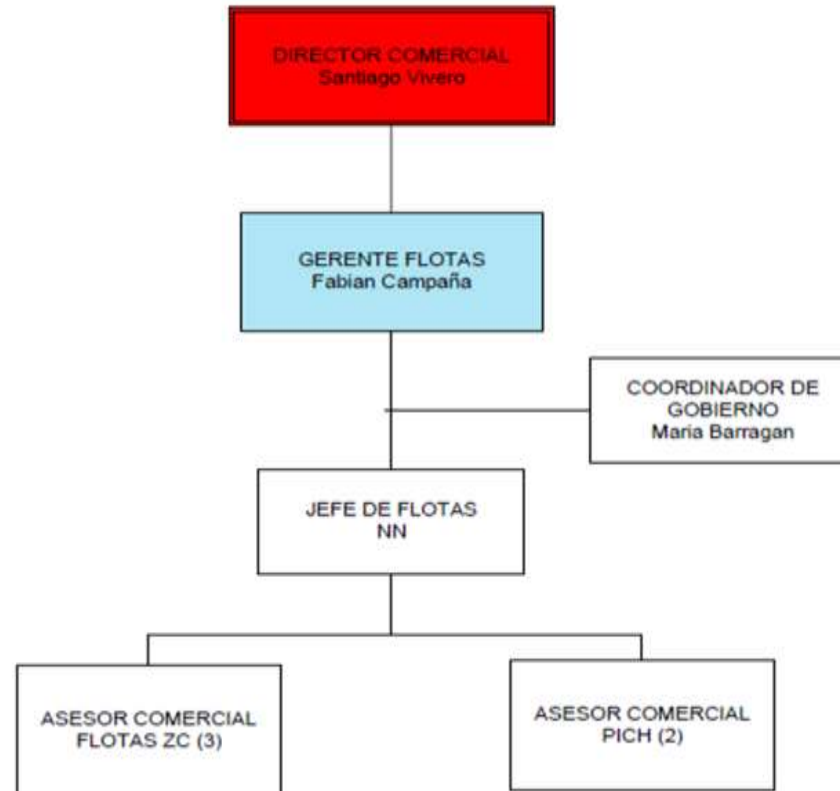 DIRECTOR COMERCIAL
Santiago Vivero
GERENTE FLOTAS
Fabian Campaña
COORDINADOR DE
GOBIERNO
Maria Barragan
JEFE DE FLOTAS
NN
ASESOR COMERCIAL
FLOTAS ZC (3)
ASESOR COMERCIAL
PICH (2)